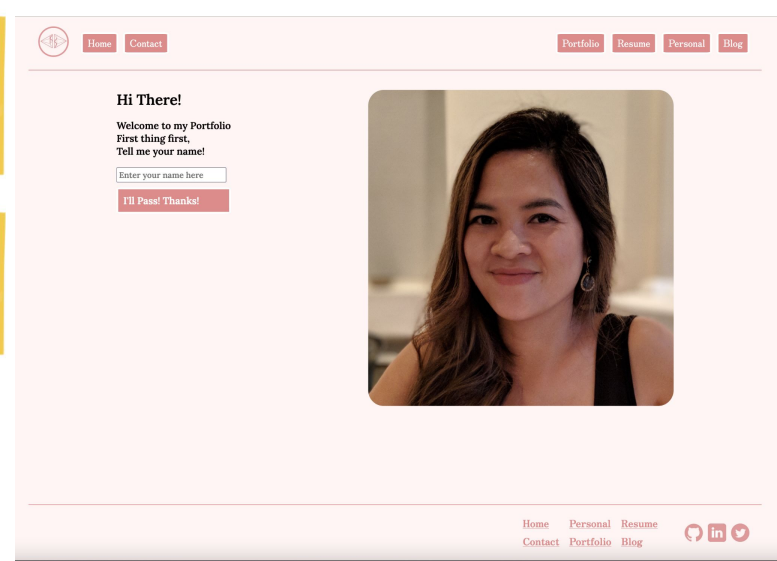 Home Contact Portfolio Resume Personal Blog
Hi There!
Welcome to my Portfolio
First thing first,
Tell me your name!
Enter your name here
I'll Pass! Thanks!
Home Personal Resume
Contact Portfolio Blog
in